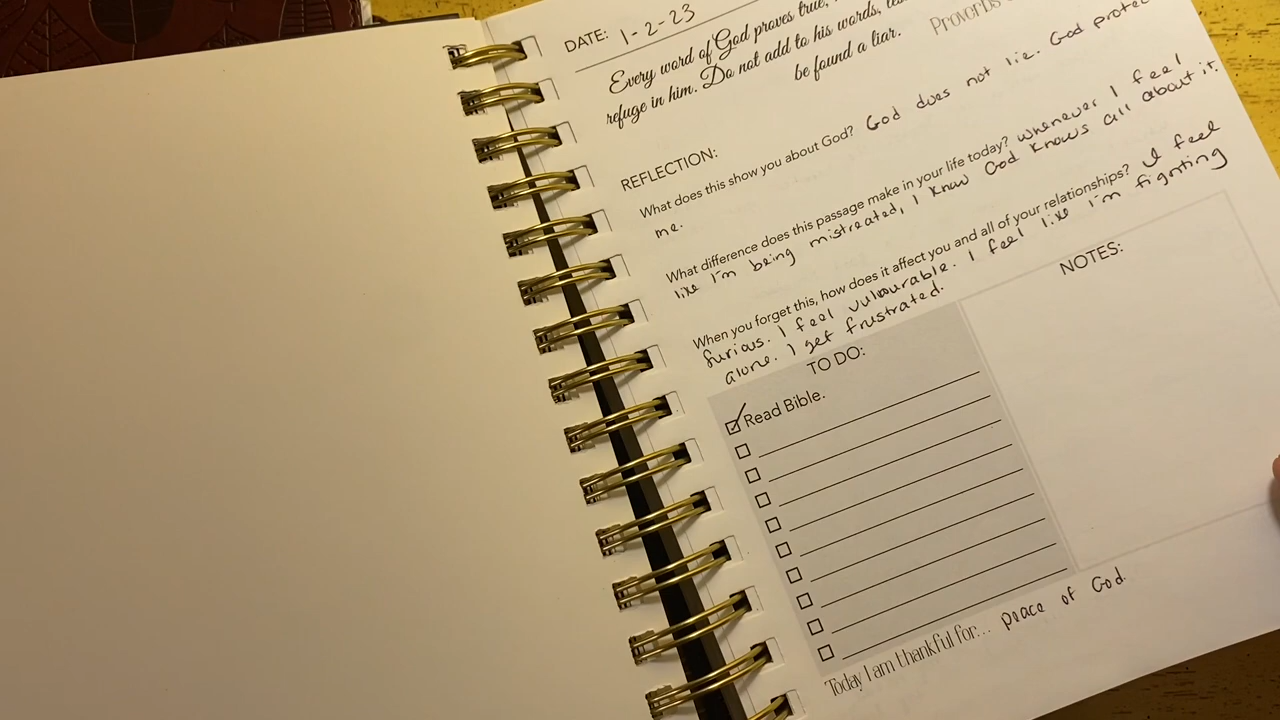 DATE: 1-2-23
Every word of God proves true,
refuge in him. Do not add to his words,
be found a liar.
Proverbs
REFLECTION:
What does this show you about God? God does not lie. God protec
me.
What difference does this passage make in your life today? Whenever I feel
like I'm being mistreated, I know God knows all about it.
When you forget this, how does it affect you and all of your relationships? I feel
furious. I feel vulourable. I feel like I'm fighting
alone. I get frustrated.
TO DO:
Read Bible.
NOTES:
Today I am thankful for... peace of God.